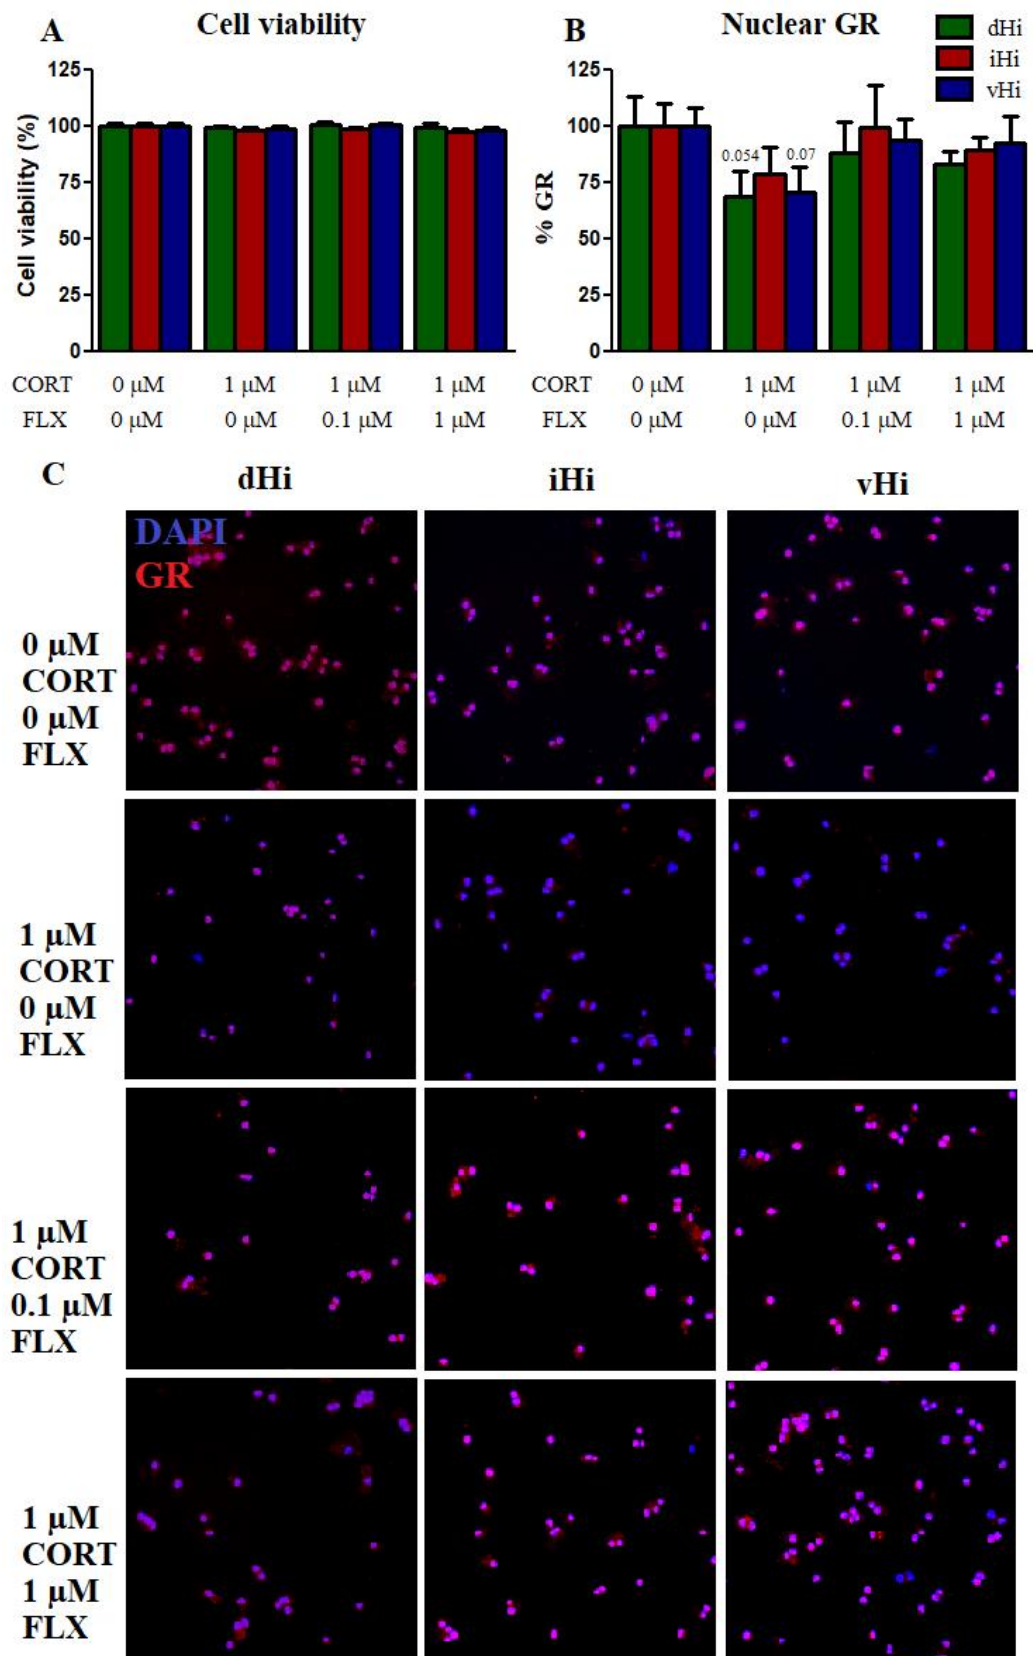 A
Cell viability
Cell viability (%)
125
100
75
50
25
0
CORT 0 μM 1 μM 1 μM 1 μM
FLX 0 μM 0 μM 0.1 μM 1 μM
B
Nuclear GR
dHi
iHi
vHi
% GR
125
100
75
50
25
0
0.054
0.07
CORT 0 μM 1 μM 1 μM 1 μM
FLX 0 μM 0 μM 0.1 μM 1 μM
C
dHi iHi vHi
DAPI
GR
0 μM
CORT
0 μM
FLX
1 μM
CORT
0 μM
FLX
1 μM
CORT
0.1 μM
FLX
1 μM
CORT
1 μM
FLX